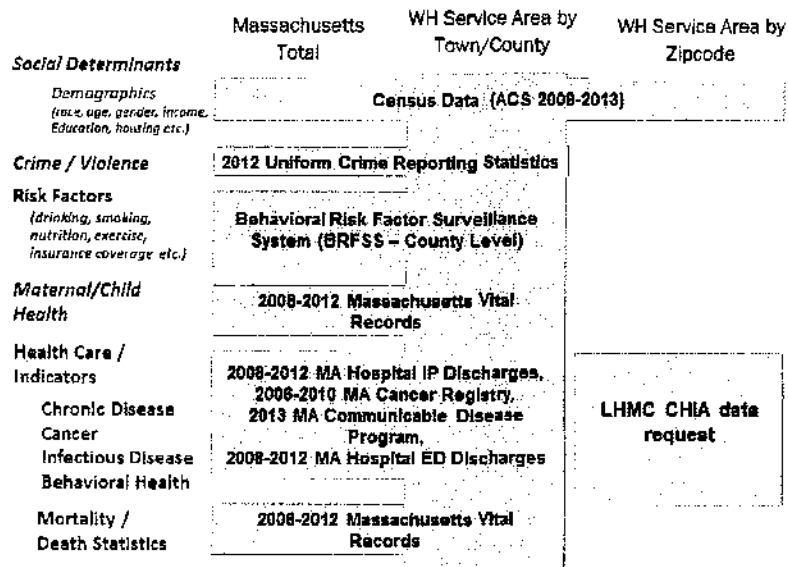 Massachusetts Total
WH Service Area by Town/County
WH Service Area by Zipcode
Social Determinants
Demographics
(race, age, gender, income,
Education, housing etc.)
Census Data (ACS 2009-2013)
Crime / Violence
2012 Uniform Crime Reporting Statistics
Risk Factors
(drinking, smoking,
nutrition, exercise,
insurance coverage etc.)
Behavioral Risk Factor Surveillance
System (BRFSS – County Level)
Maternal/Child
Health
2008-2012 Massachusetts Vital
Records
Health Care /
Indicators
Chronic Disease
Cancer
Infectious Disease
Behavioral Health
2008-2012 MA Hospital IP Discharges,
2006-2010 MA Cancer Registry,
2013 MA Communicable Disease
Program,
2008-2012 MA Hospital ED Discharges
LHMC CHIA data
request
Mortality /
Death Statistics
2008-2012 Massachusetts Vital
Records